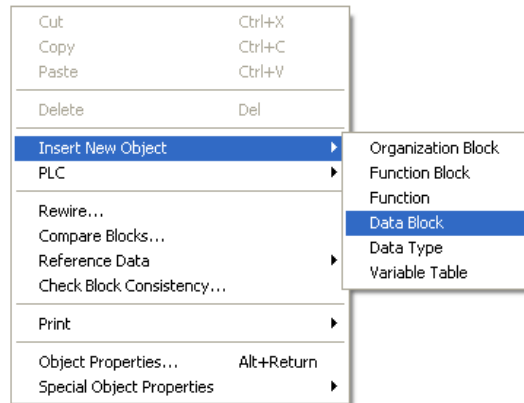 Cut Ctrl+X
Copy Ctrl+C
Paste Ctrl+V
Delete Del
Insert New Object
PLC
Rewire...
Compare Blocks...
Reference Data
Check Block Consistency...
Print
Object Properties... Alt+Return
Special Object Properties
Organization Block
Function Block
Function
Data Block
Data Type
Variable Table